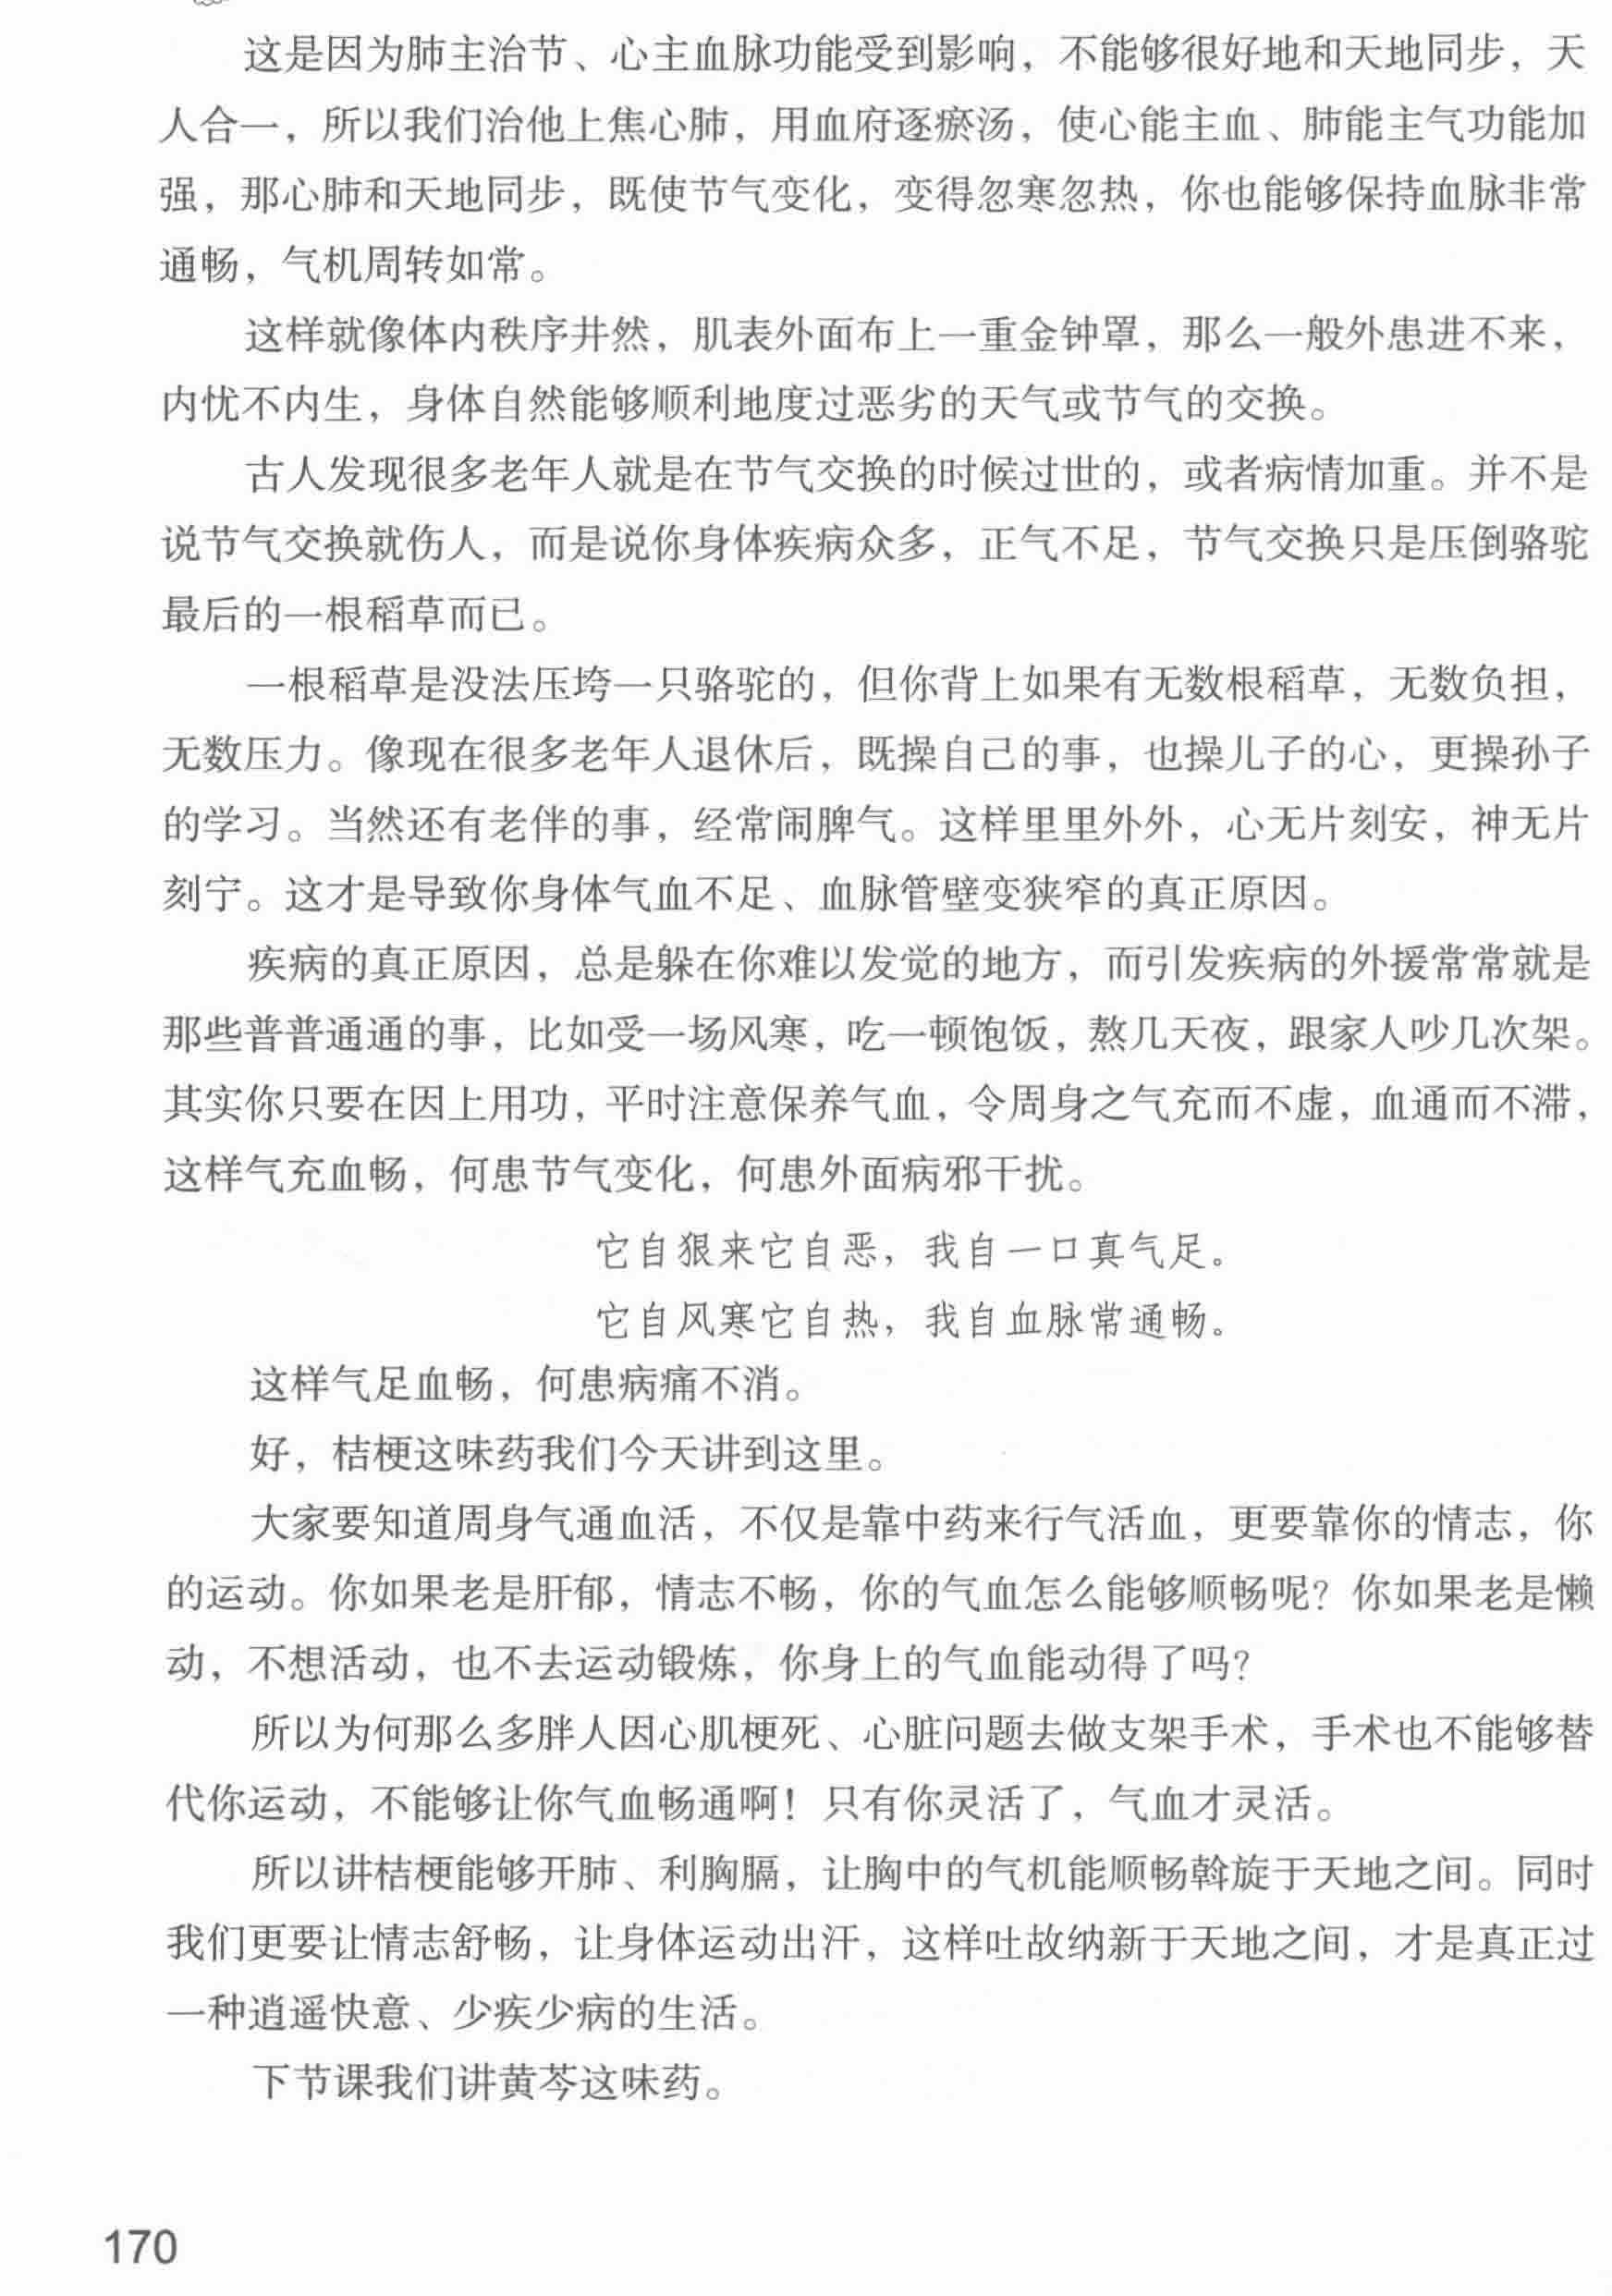 这是因为肺主治节、心主血脉功能受到影响，不能够很好地和天地同步，天
人合一，所以我们治他上焦心肺，用血府逐瘀汤，使心能主血、肺能主气功能加
强，那心肺和天地同步，既使节气变化，变得忽寒忽热，你也能够保持血脉非常
通畅，气机周转如常。
这样就像体内秩序井然，肌表外面布上一重金钟罩，那么一般外患进不来，
内忧不内生，身体自然能够顺利地度过恶劣的天气或节气的交换。
古人发现很多老年人就是在节气交换的时候过世的，或者病情加重。并不是
说节气交换就伤人，而是说你身体疾病众多，正气不足，节气交换只是压倒骆驼
最后的一根稻草而已。
一根稻草是没法压垮一只骆驼的，但你背上如果有无数根稻草，无数负担，
无数压力。像现在很多老年人退休后，既操自己的事，也操儿子的心，更操孙子
的学习。当然还有老伴的事，经常闹脾气。这样里里外外，心无片刻安，神无片
刻宁。这才是导致你身体气血不足、血脉管壁变狭窄的真正原因。
疾病的真正原因，总是躲在你难以发觉的地方，而引发疾病的外援常常就是
那些普普通通的事，比如受一场风寒，吃一顿饱饭，熬几天夜，跟家人吵几次架。
其实你只要在因上用功，平时注意保养气血，令周身之气充而不虚，血通而不滞，
这样气充血畅，何患节气变化，何患外面病邪干扰。
它自狠来它自恶，我自一口真气足。
它自风寒它自热，我自血脉常通畅。
这样气足血畅，何患病痛不消。
好，桔梗这味药我们今天讲到这里。
大家要知道周身气通血活，不仅是靠中药来行气活血，更要靠你的情志，你
的运动。你如果老是肝郁，情志不畅，你的气血怎么能够顺畅呢？你如果老是懒
动，不想活动，也不去运动锻炼，你身上的气血能动得了吗？
所以为何那么多胖人因心肌梗死、心脏问题去做支架手术，手术也不能够替
代你运动，不能够让你气血畅通啊！只有你灵活了，气血才灵活。
所以讲桔梗能够开肺、利胸膈，让胸中的气机能顺畅斡旋于天地之间。同时
我们更要让情志舒畅，让身体运动出汗，这样吐故纳新于天地之间，才是真正过
一种逍遥快意、少疾少病的生活。
下节课我们讲黄芩这味药。
170